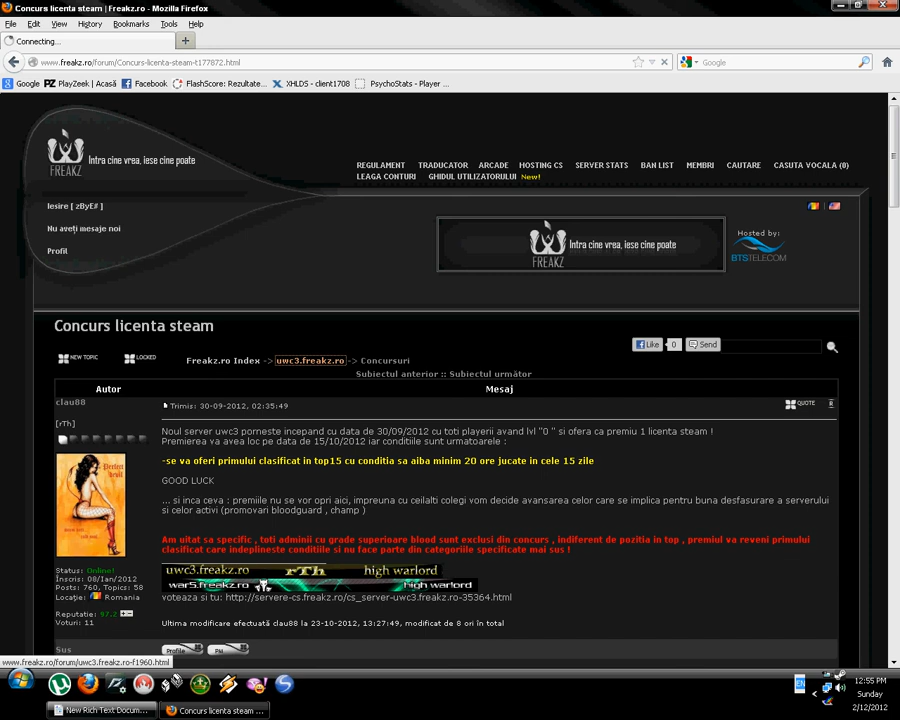 Concurs licenta steam | Freakz.ro - Mozilla Firefox
File Edit View History Bookmarks Tools Help
Connecting...
www.freakz.ro/forum/Concurs-licenta-steam-t177872.html
Google
Google PlayZeek | Acasă Facebook FlashScore: Rezultate... XHLDS - client1708 PsychoStats - Player ...
FREAKZ Intra cine vrea, iese cine poate
REGULAMENT TRADUCATOR ARCADE HOSTING CS SERVER STATS BAN LIST MEMBRI CAUTARE CASUTA VOCALA (0)
LEAGA CONTURI GHIDUL UTILIZATORULUI New!
Iesire [ zByE# ]
Nu aveți mesaje noi
Profil
FREAKZ Intra cine vrea, iese cine poate
Hosted by:
BTSTELECOM
Concurs licenta steam
Like 0 Send
NEW TOPIC LOCKED Freakz.ro Index -> uwc3.freakz.ro -> Concursuri
Subiectul anterior :: Subiectul următor
Autor Mesaj
clau88
[rTh]
Perfect devil
Status: Online!
Înscris: 08/Ian/2012
Posts: 760, Topics: 58
Locație: Romania
Reputatie: 97.2
Voturi: 11
Trimis: 30-09-2012, 02:35:49 QUOTE
Noul server uwc3 porneste incepand cu data de 30/09/2012 cu toti playerii avand lvl "0 " si ofera ca premiu 1 licenta steam !
Premierea va avea loc pe data de 15/10/2012 iar conditiile sunt urmatoarele :
-se va oferi primului clasificat in top15 cu conditia sa aiba minim 20 ore jucate in cele 15 zile
GOOD LUCK
... si inca ceva : premiile nu se vor opri aici, impreuna cu ceilalti colegi vom decide avansarea celor care se implica pentru buna desfasurare a serverului
si celor activi (promovari bloodguard , champ )
Am uitat sa specific , toti adminii cu grade superioare blood sunt exclusi din concurs , indiferent de pozitia in top , premiul va reveni primului
clasificat care indeplineste conditiile si nu face parte din categoriile specificate mai sus !
uwc3.freakz.ro rTh high warlord
war5.freakz.ro high warlord
voteaza si tu: http://servere-cs.freakz.ro/cs_server-uwc3.freakz.ro-35364.html
Ultima modificare efectuată clau88 la 23-10-2012, 13:27:49, modificat de 8 ori în total
Sus Profile PM
www.freakz.ro/forum/uwc3.freakz.ro-f1960.html
New Rich Text Docum... Concurs licenta steam ...
EN
12:55 PM
Sunday
2/12/2012